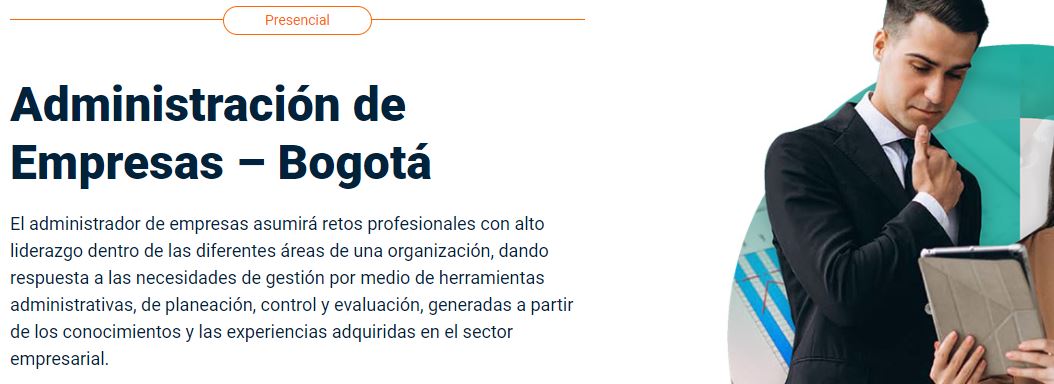 Presencial
Administración de
Empresas – Bogotá
El administrador de empresas asumirá retos profesionales con alto
liderazgo dentro de las diferentes áreas de una organización, dando
respuesta a las necesidades de gestión por medio de herramientas
administrativas, de planeación, control y evaluación, generadas a partir
de los conocimientos y las experiencias adquiridas en el sector
empresarial.